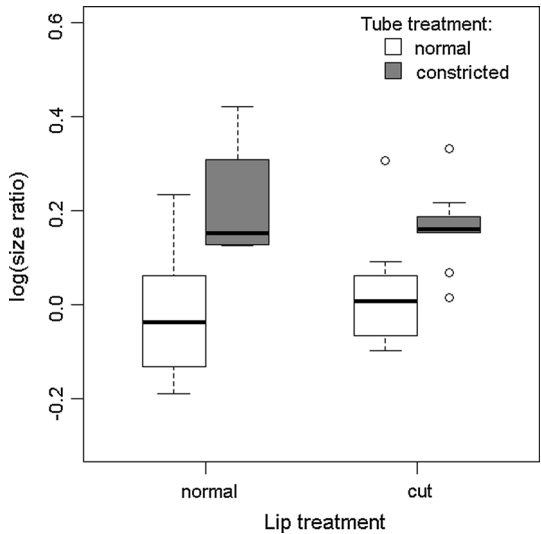 Tube treatment:
normal
constricted
0.6
0.4
0.2
0.0
-0.2
log(size ratio)
normal
cut
Lip treatment